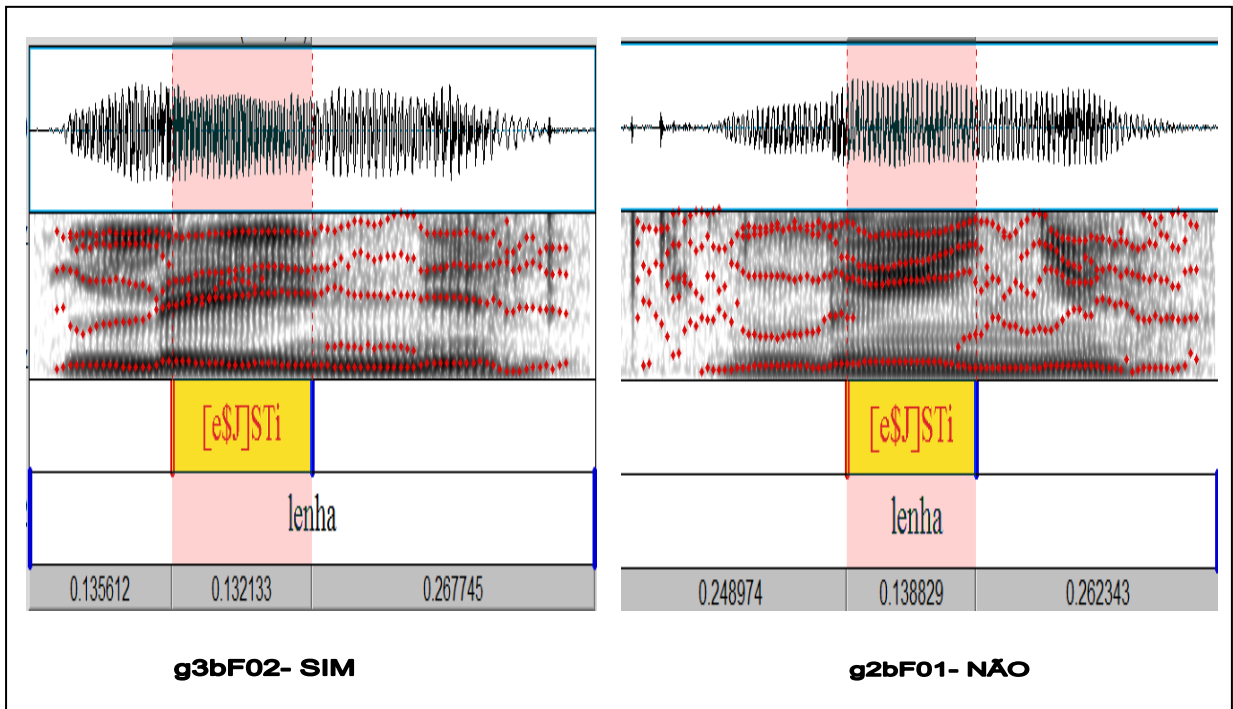 [e$J]STi
lenha
0.135612 0.132133 0.267745
g3bF02- SIM
[e$J]STi
lenha
0.248974 0.138829 0.262343
g2bF01- NÃO